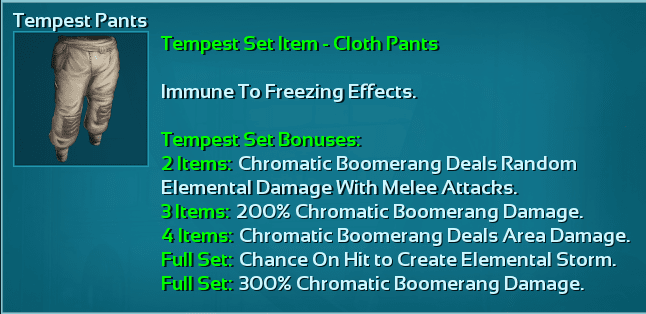 Tempest Pants
Tempest Set Item - Cloth Pants
Immune To Freezing Effects.
Tempest Set Bonuses:
2 Items: Chromatic Boomerang Deals Random
Elemental Damage With Melee Attacks.
3 Items: 200% Chromatic Boomerang Damage.
4 Items: Chromatic Boomerang Deals Area Damage.
Full Set: Chance On Hit to Create Elemental Storm.
Full Set: 300% Chromatic Boomerang Damage.